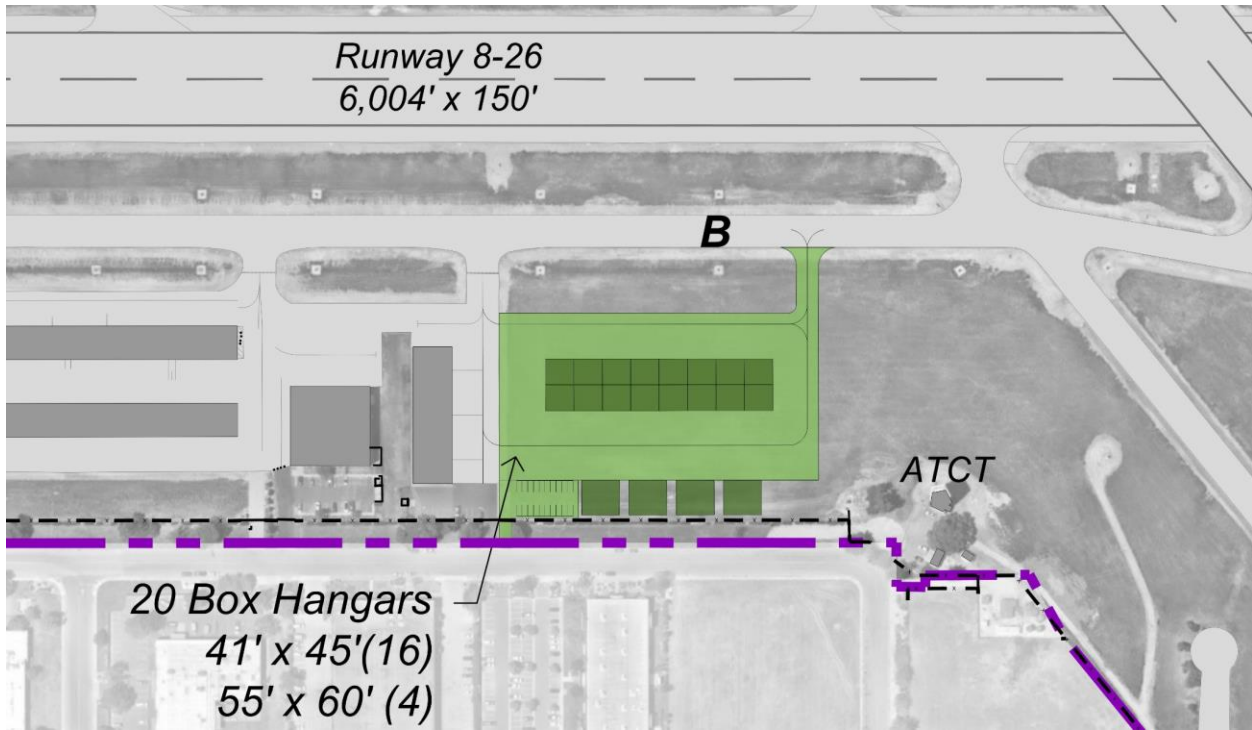 Runway 8-26
6,004' x 150'
B
ATCT
20 Box Hangars
41' x 45'(16)
55' x 60' (4)